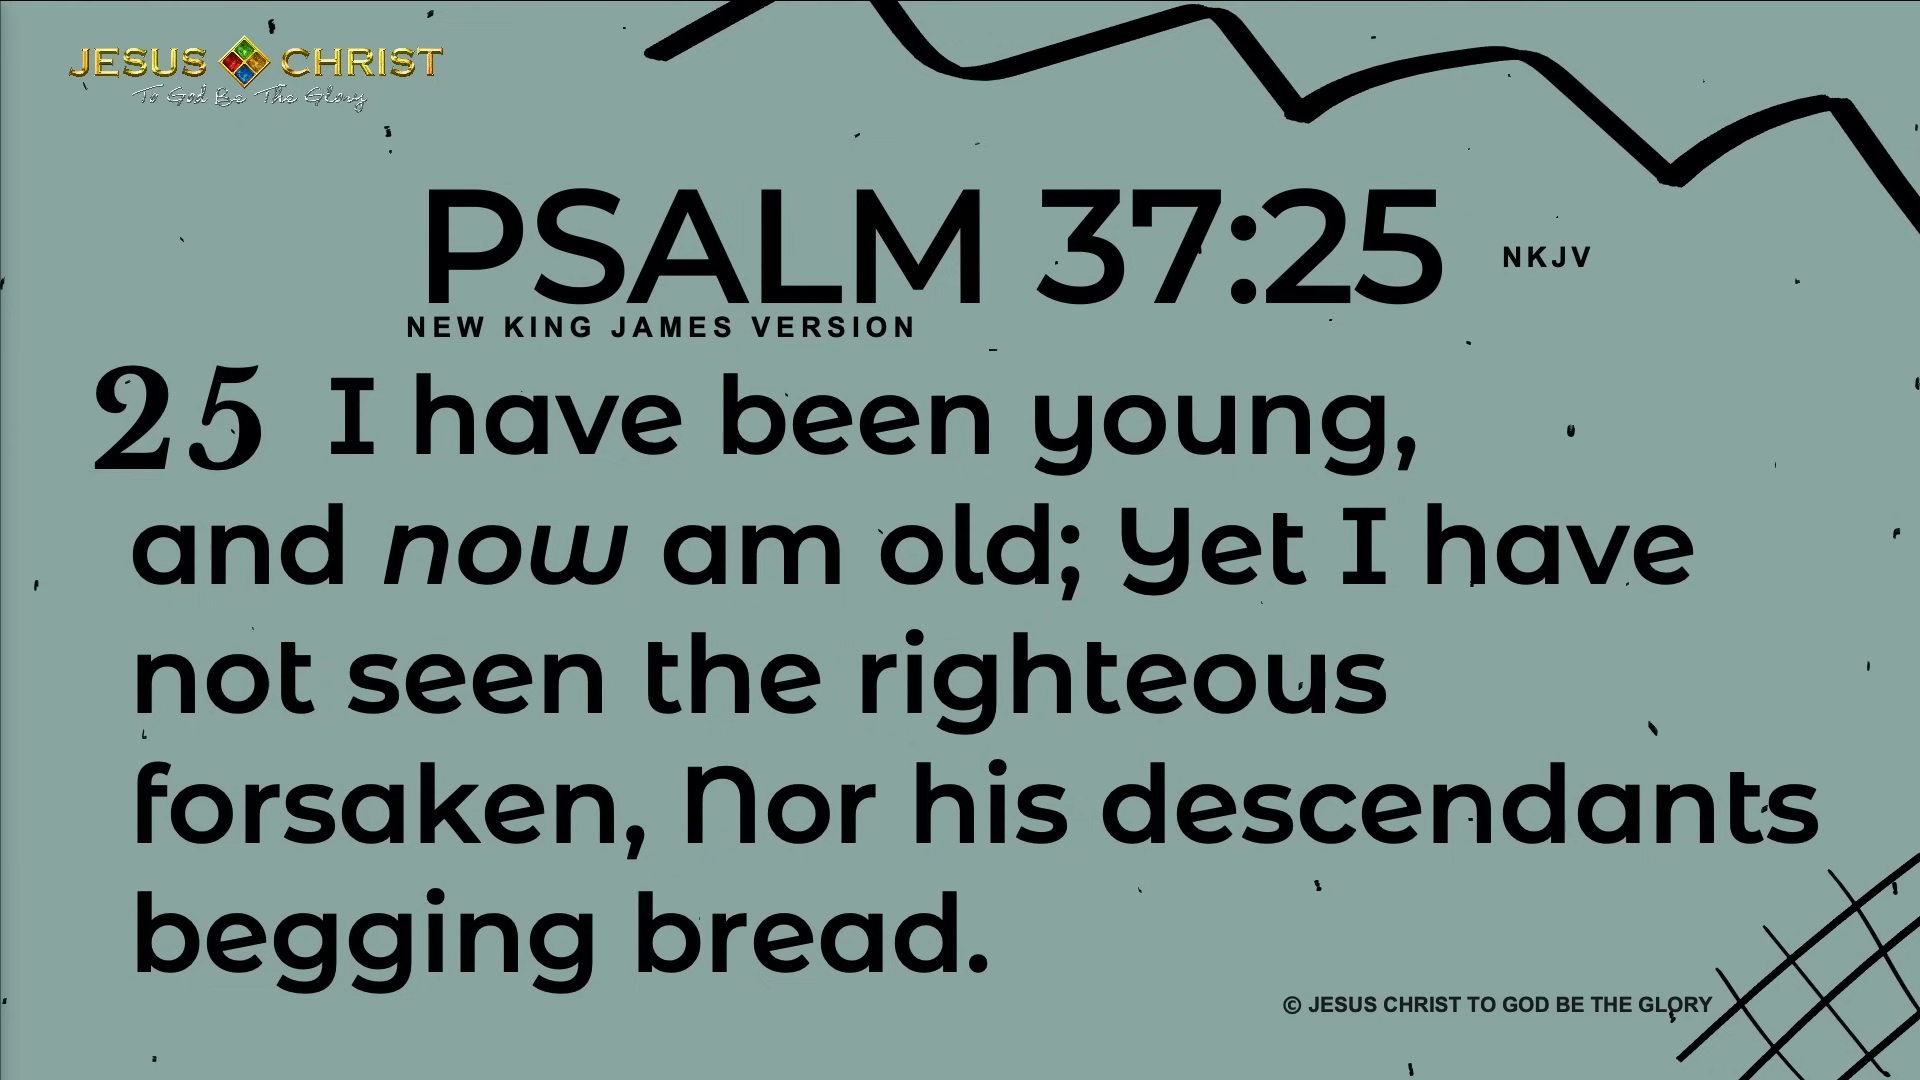 JESUS CHRIST
To God Be The Glory
PSALM 37:25 NKJV
NEW KING JAMES VERSION
25 I have been young,
and now am old; Yet I have
not seen the righteous
forsaken, Nor his descendants
begging bread.
© JESUS CHRIST TO GOD BE THE GLORY